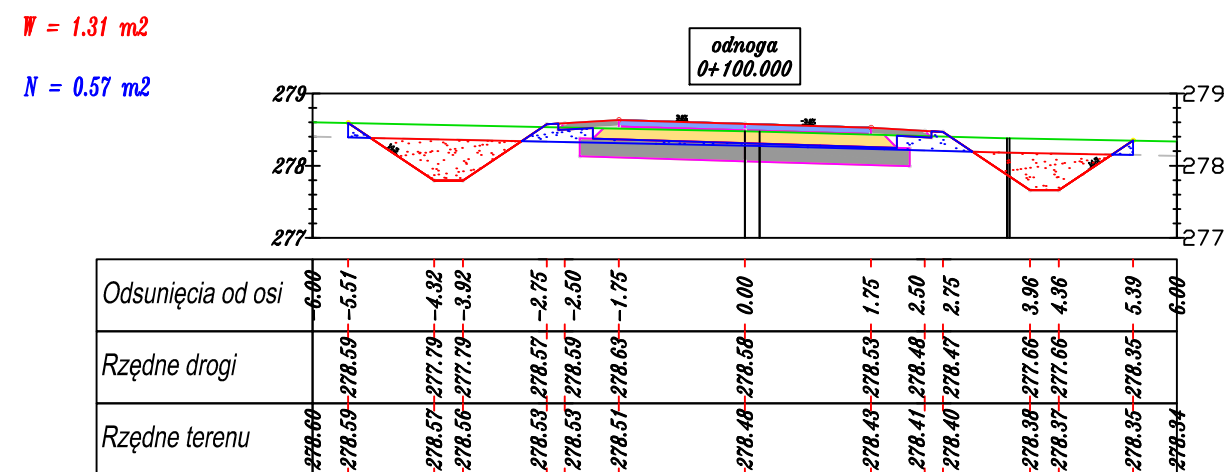 W = 1.31 m2
odnoga
0+100.000
N = 0.57 m2
279 279
278 278
277 277
Odsunięcia od osi -6.00 -5.51 -4.32 -3.92 -2.75 -2.50 -1.75 0.00 1.75 2.50 2.75 3.96 4.36 5.39 6.00
Rzędne drogi 278.59 277.79 277.79 278.57 278.59 278.63 278.58 278.53 278.48 278.47 277.66 277.66 278.35
Rzędne terenu 278.60 278.59 278.57 278.56 278.53 278.53 278.51 278.48 278.43 278.41 278.40 278.38 278.37 278.35 278.34